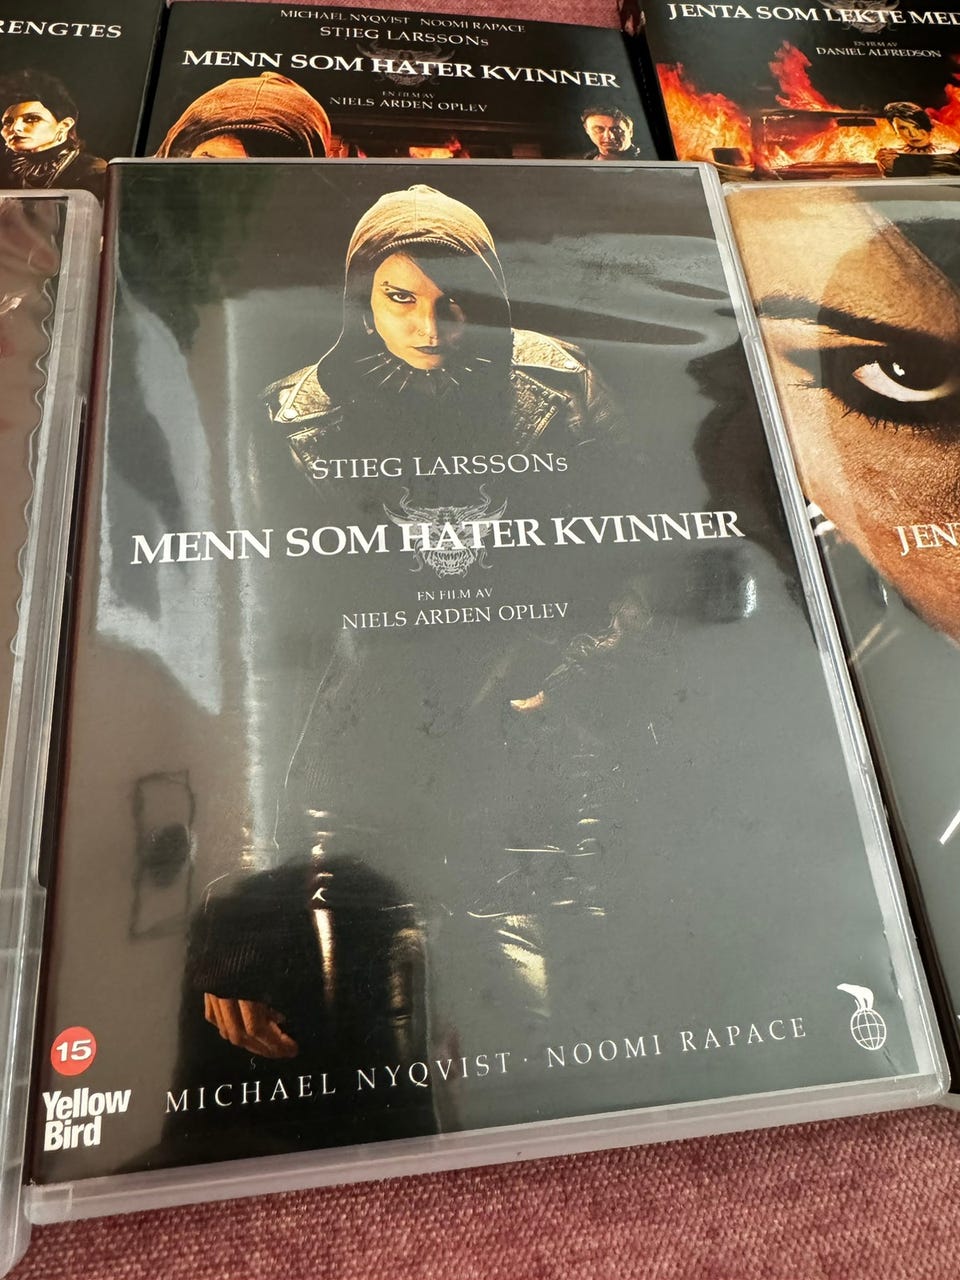 RENGTES
MICHAEL NYQVIST NOOMI RAPACE
STIEG LARSSONs
MENN SOM HATER KVINNER
EN FILM AV
NIELS ARDEN OPLEV
JENTA SOM LEKTE MED
EN FILM AV
DANIEL ALFREDSON
STIEG LARSSONs
MENN SOM HATER KVINNER
EN FILM AV
NIELS ARDEN OPLEV
JEN
15
Yellow
Bird
MICHAEL NYQVIST · NOOMI RAPACE